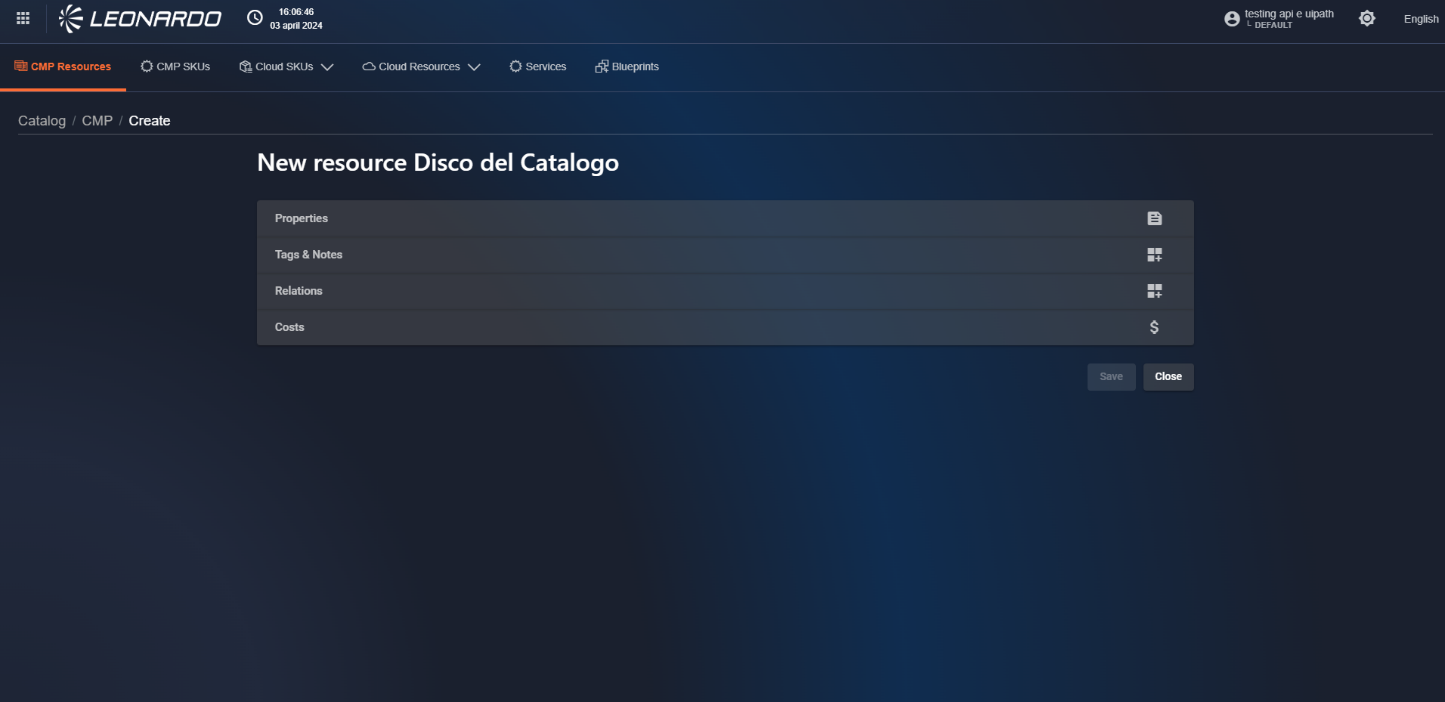 LEONARDO
16:06:46
03 april 2024
testing api e uipath
└ DEFAULT
English
CMP Resources
CMP SKUs
Cloud SKUs
Cloud Resources
Services
Blueprints
Catalog / CMP / Create
New resource Disco del Catalogo
Properties
Tags & Notes
Relations
Costs
$
Save
Close